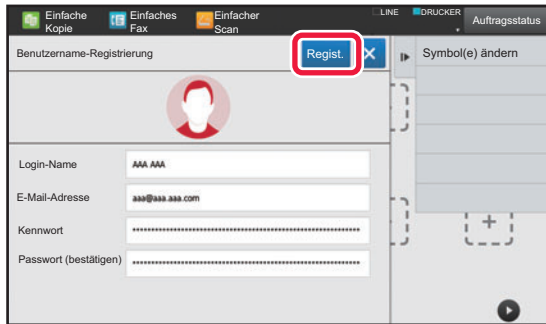 Einfache
Kopie
Einfaches
Fax
Einfacher
Scan
LINE
DRUCKER
Auftragsstatus
Benutzername-Registrierung
Regist.
Symbol(e) ändern
Login-Name
AAA AAA
E-Mail-Adresse
aaa@aaa.aaa.com
Kennwort
Passwort (bestätigen)